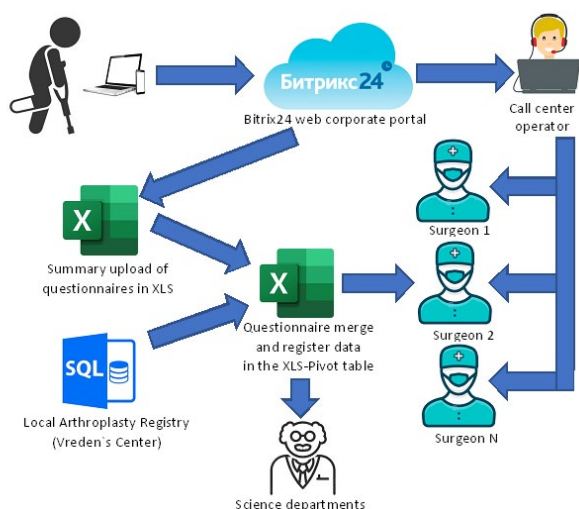 Битрикс24
Bitrix24 web corporate portal
Call center
operator
X
Summary upload of
questionnaires in XLS
Surgeon 1
X
Questionnaire merge
and register data
in the XLS-Pivot table
Surgeon 2
SQL
Local Arthroplasty Registry
(Vreden`s Center)
Surgeon N
Science departments